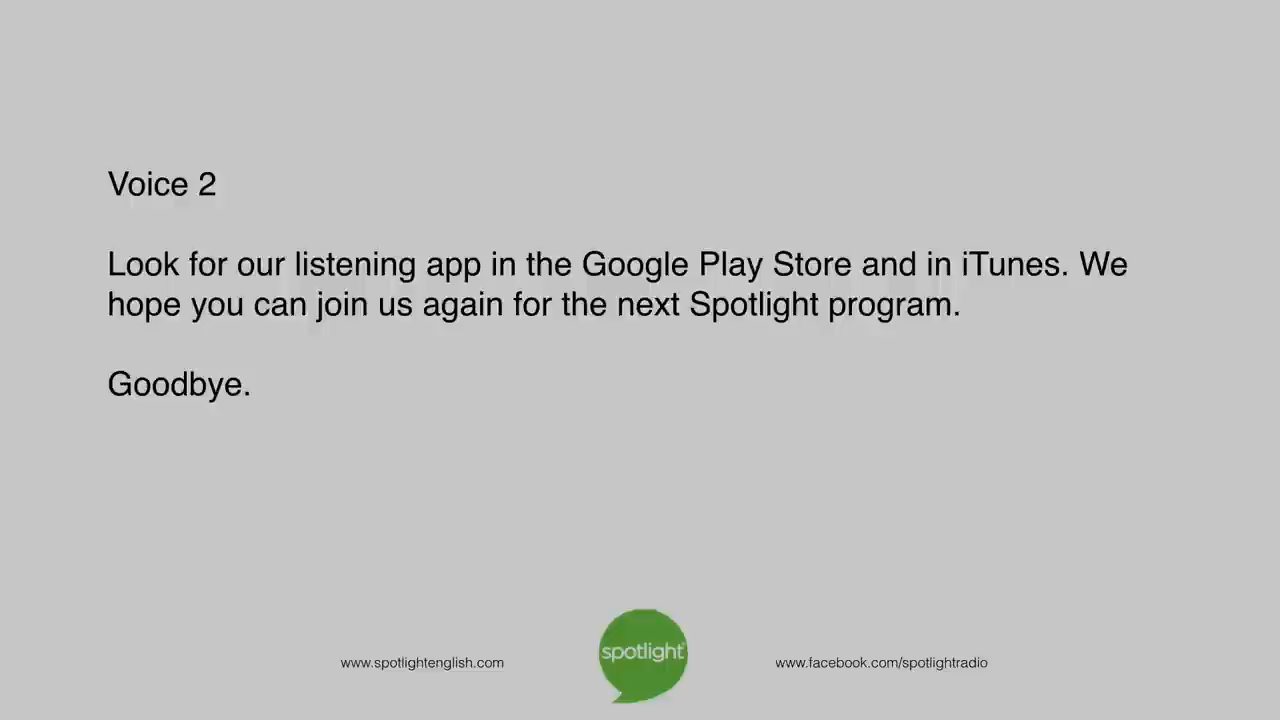 Voice 2
Look for our listening app in the Google Play Store and in iTunes. We
hope you can join us again for the next Spotlight program.
Goodbye.
www.spotlightenglish.com
spotlight
www.facebook.com/spotlightradio